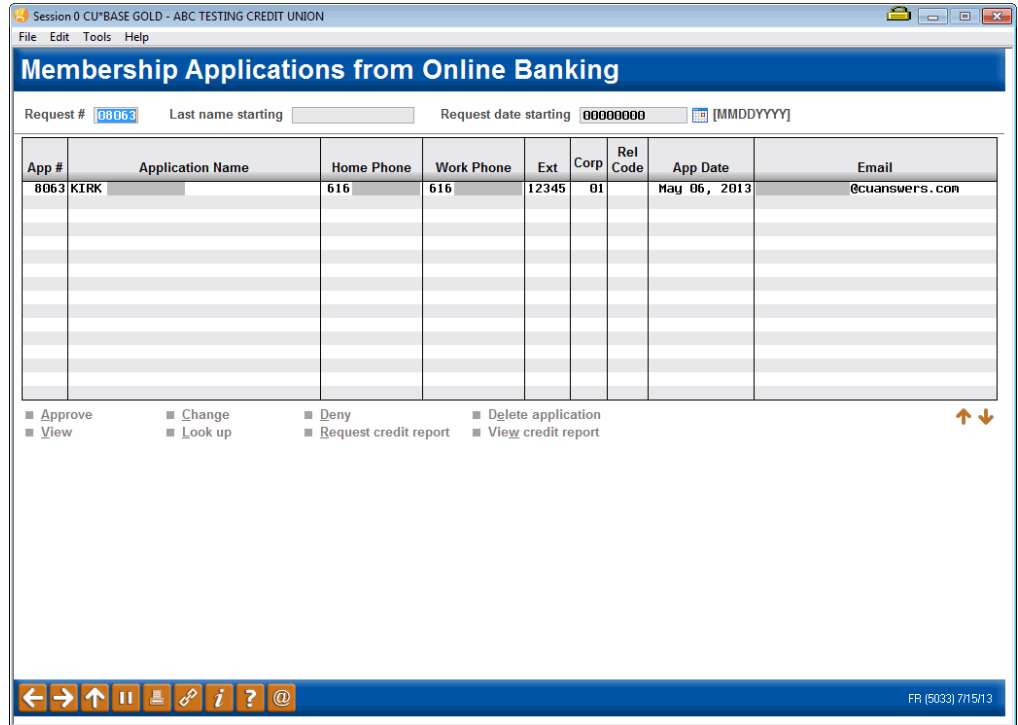 Session 0 CU*BASE GOLD - ABC TESTING CREDIT UNION
File Edit Tools Help
Membership Applications from Online Banking
Request # 08063 Last name starting Request date starting 00000000 [MMDDYYYY]
App # Application Name Home Phone Work Phone Ext Corp Rel Code App Date Email
8063 KIRK 616 616 12345 01 May 06, 2013 @cuanswers.com
Approve Change Deny Delete application
View Look up Request credit report View credit report
i ? @ FR (5033) 7/15/13